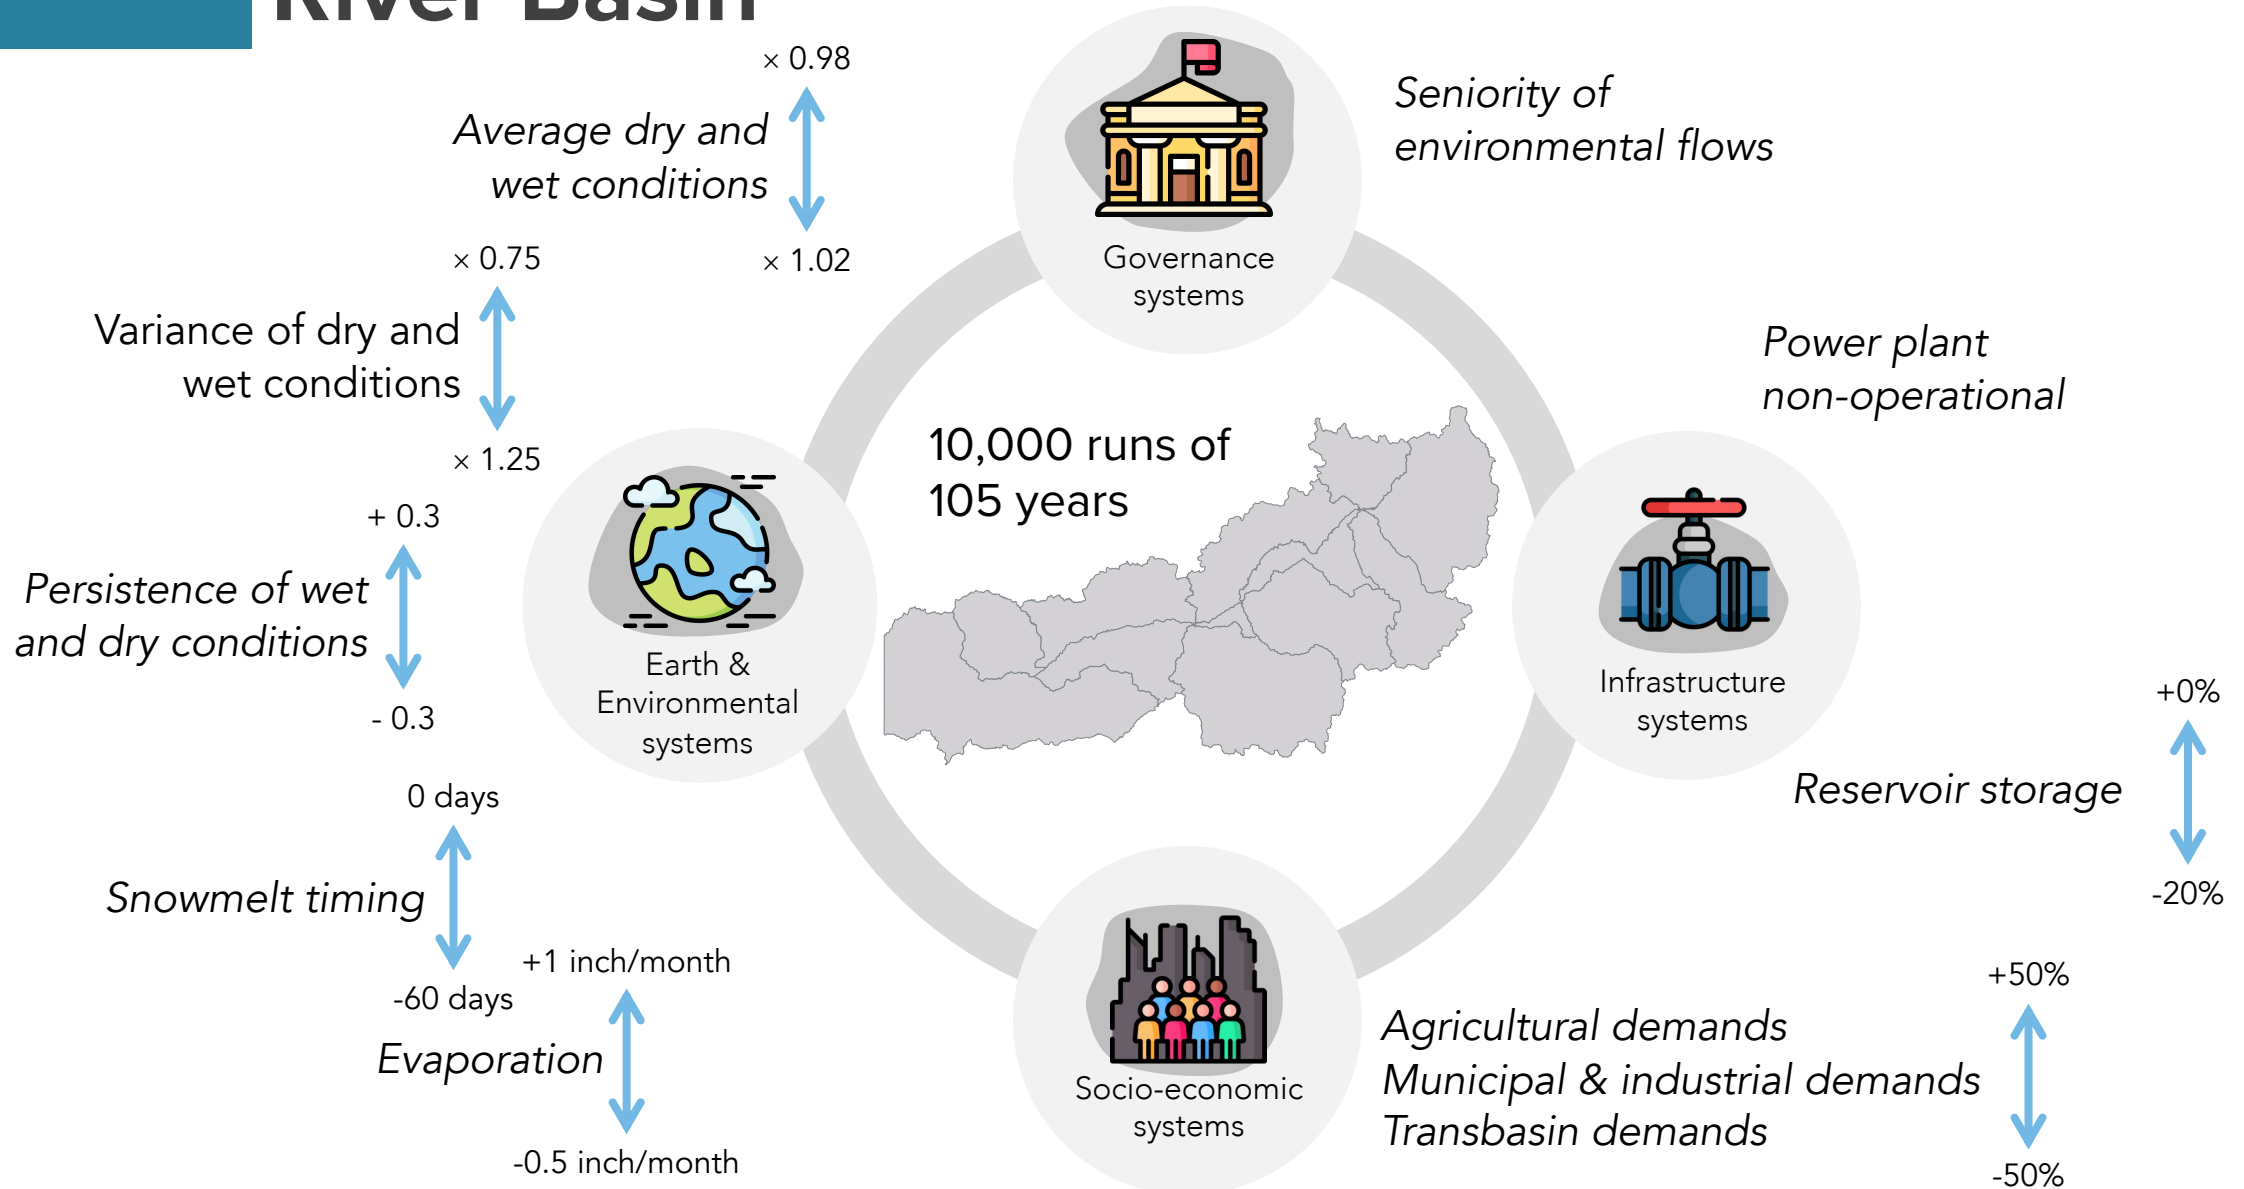 River Basin
× 0.98
Average dry and
wet conditions
× 1.02
× 0.75
Variance of dry and
wet conditions
× 1.25
+ 0.3
Persistence of wet
and dry conditions
- 0.3
0 days
Snowmelt timing
-60 days
+1 inch/month
Evaporation
-0.5 inch/month
Earth &
Environmental
systems
Governance
systems
Seniority of
environmental flows
10,000 runs of
105 years
Power plant
non-operational
Infrastructure
systems
+0%
Reservoir storage
-20%
Socio-economic
systems
+50%
Agricultural demands
Municipal & industrial demands
Transbasin demands
-50%